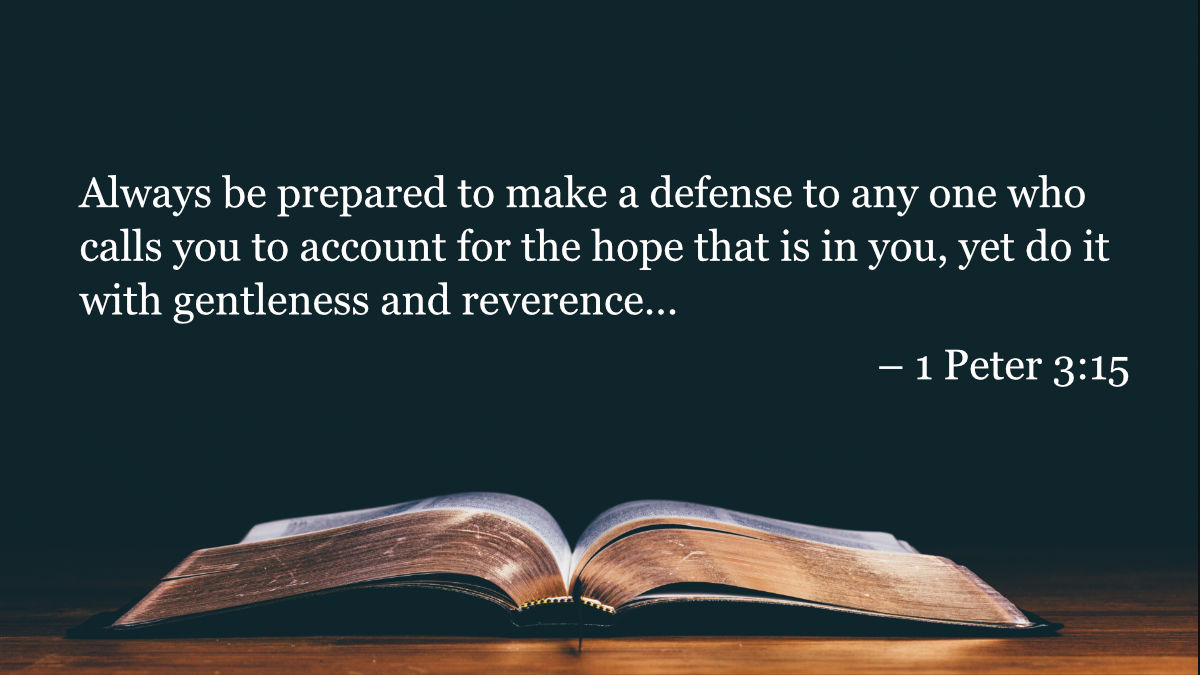 Always be prepared to make a defense to any one who
calls you to account for the hope that is in you, yet do it
with gentleness and reverence...
– 1 Peter 3:15